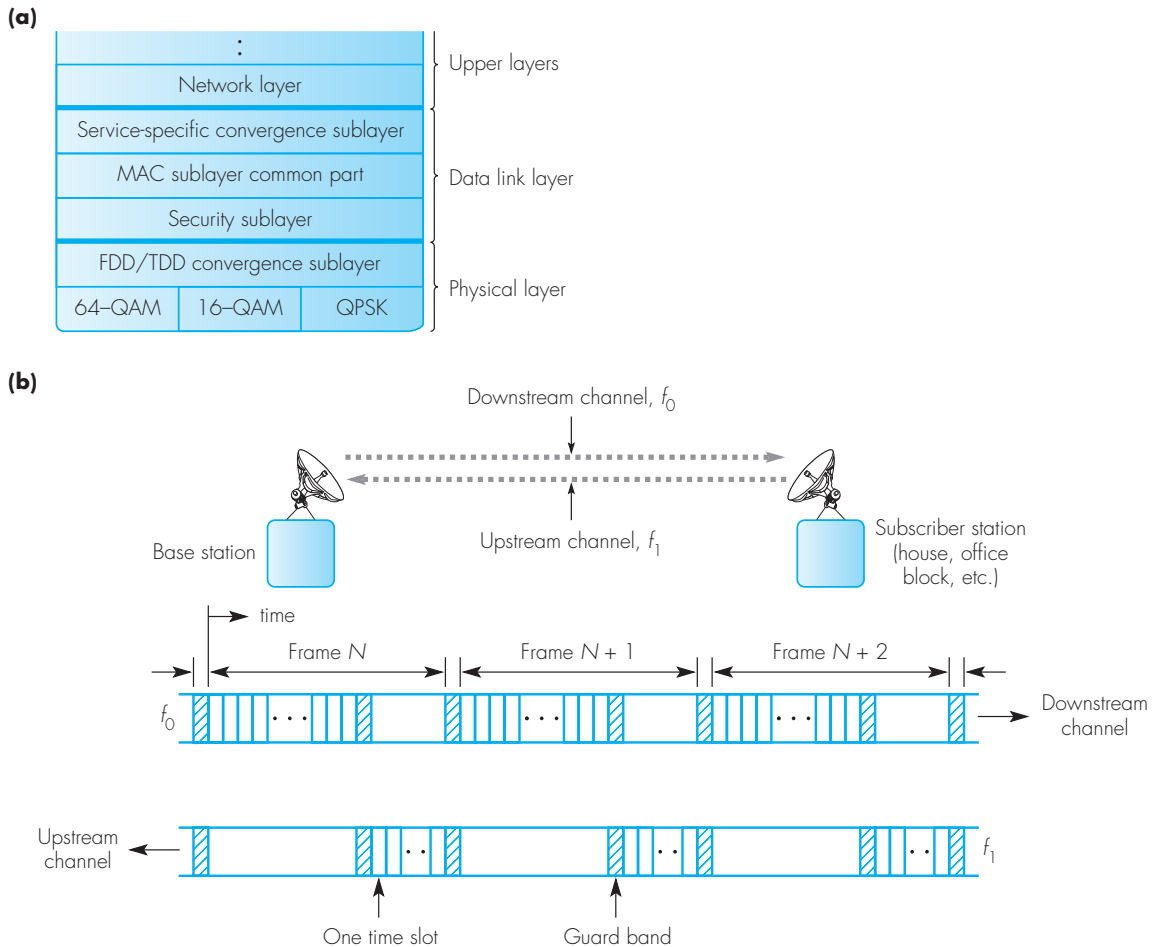 (a)
:
Network layer
Upper layers
Service-specific convergence sublayer
MAC sublayer common part
Security sublayer
Data link layer
FDD/TDD convergence sublayer
64–QAM
16–QAM
QPSK
Physical layer
(b)
Downstream channel, f0
Upstream channel, f1
Base station
Subscriber station
(house, office
block, etc.)
time
Frame N
Frame N + 1
Frame N + 2
f0
. . .
. . .
. . .
Downstream
channel
Upstream
channel
. .
. .
. .
f1
One time slot
Guard band